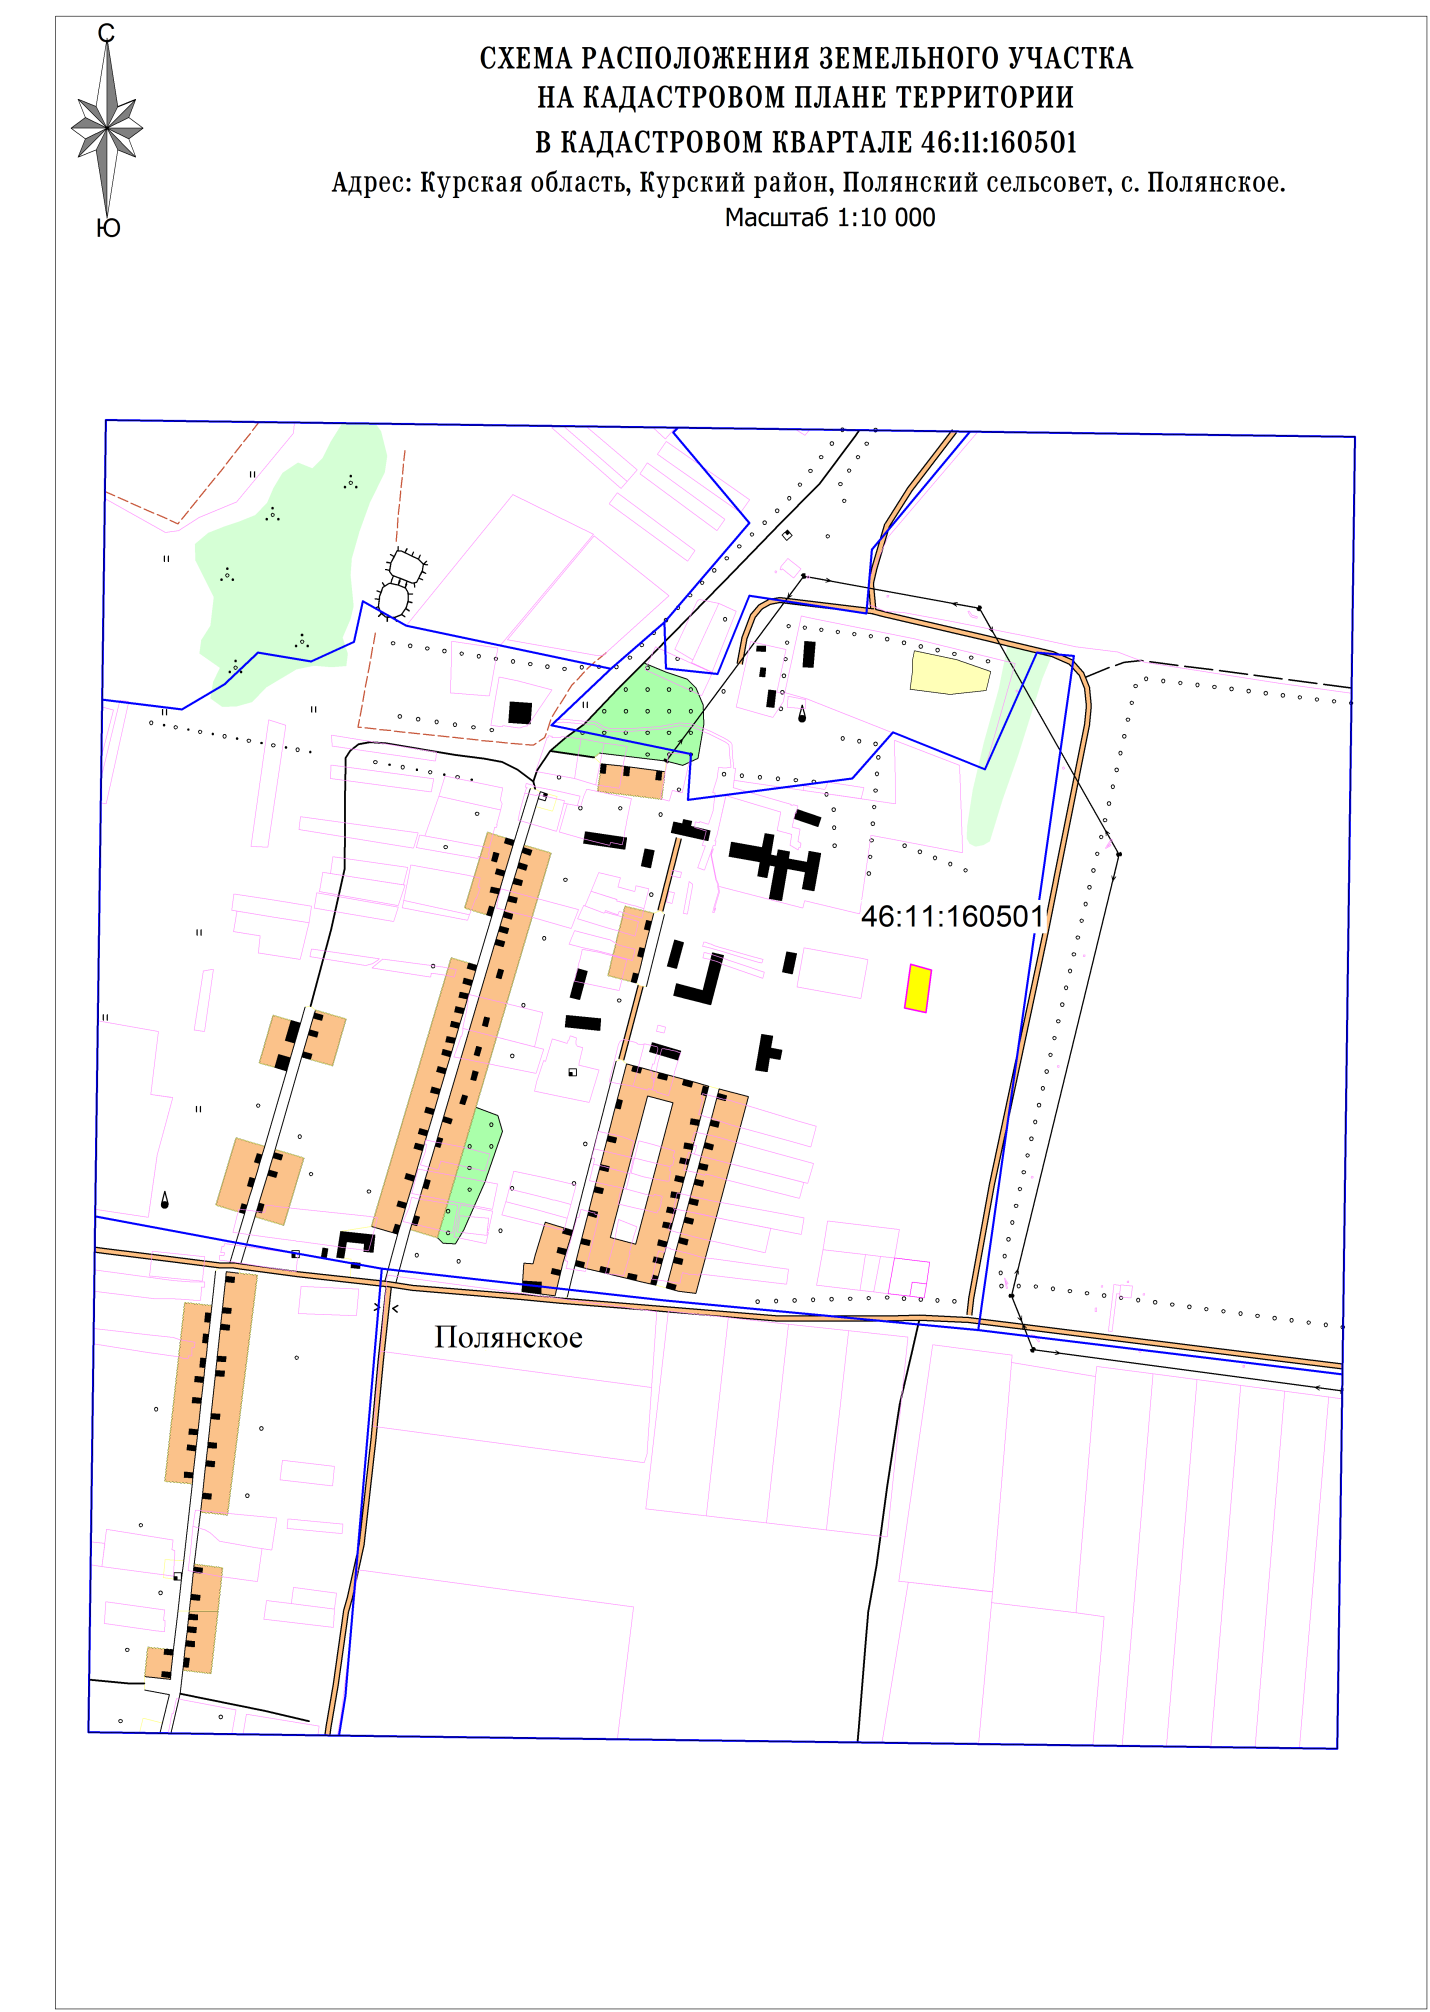 С
СХЕМА РАСПОЛОЖЕНИЯ ЗЕМЕЛЬНОГО УЧАСТКА
НА КАДАСТРОВОМ ПЛАНЕ ТЕРРИТОРИИ
В КАДАСТРОВОМ КВАРТАЛЕ 46:11:160501
Адрес: Курская область, Курский район, Полянский сельсовет, с. Полянское.
Масштаб 1:10 000
Ю
46:11:160501
Полянское